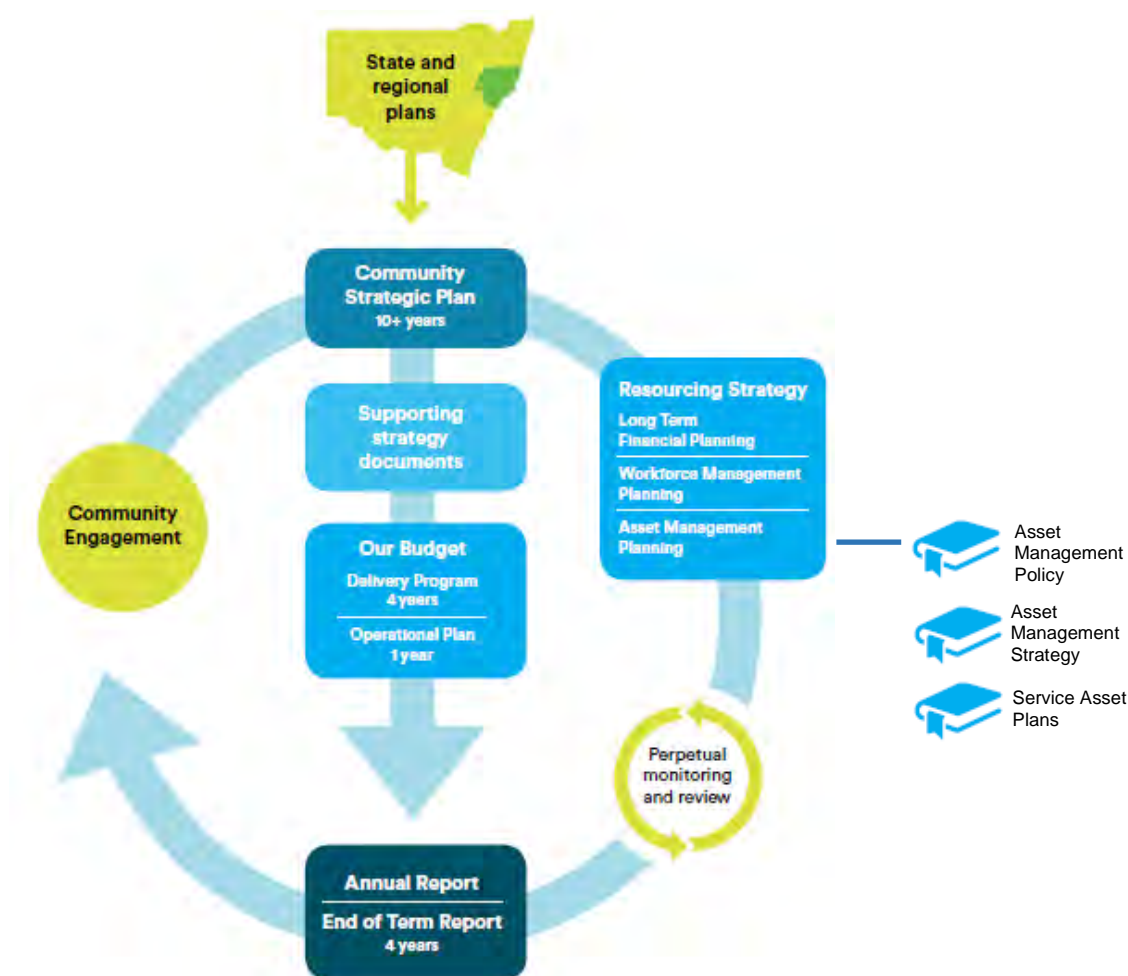 State and
regional
plans
Community
Strategic Plan
10+ years
Supporting
strategy
documents
Our Budget
Delivery Program
4 years
Operational Plan
1 year
Resourcing Strategy
Long Term
Financial Planning
Workforce Management
Planning
Asset Management
Planning
Asset
Management
Policy
Asset
Management
Strategy
Service Asset
Plans
Community
Engagement
Perpetual
monitoring
and review
Annual Report
End of Term Report
4 years